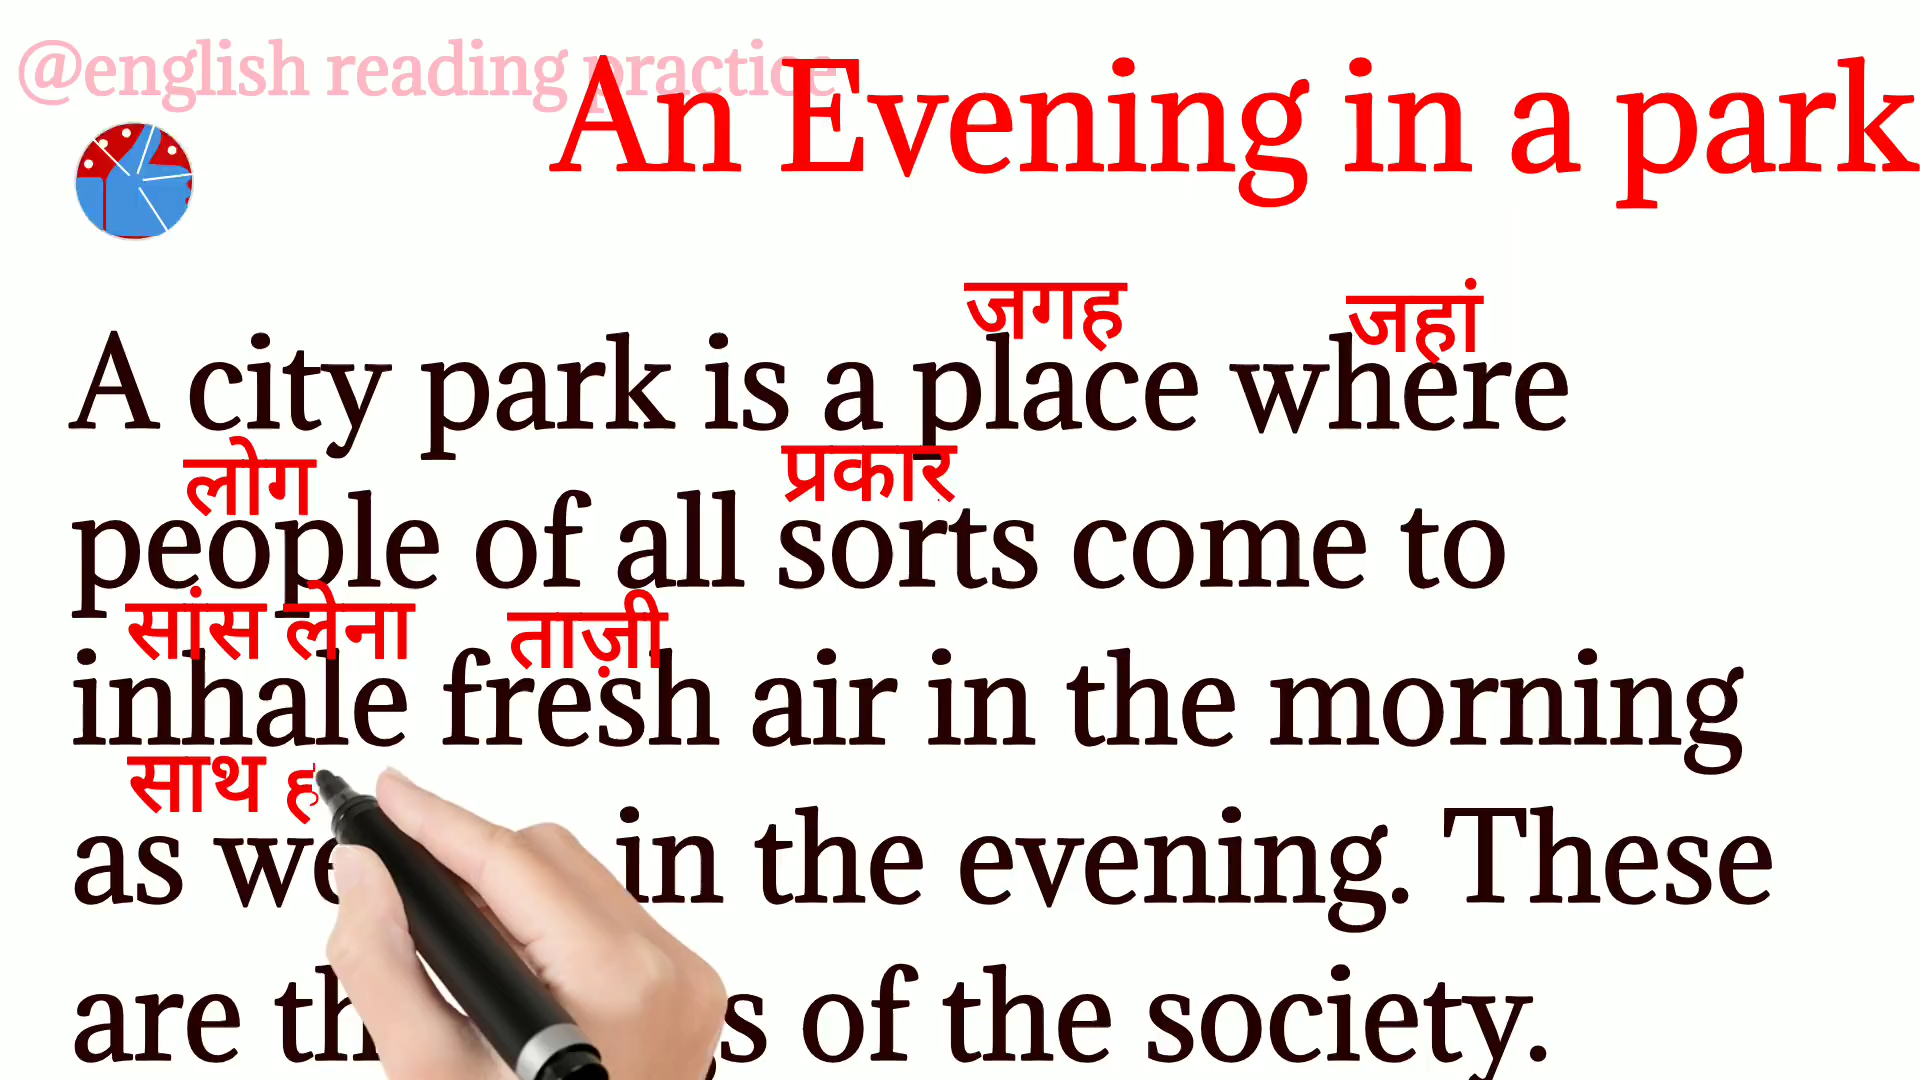 @english reading practice
An Evening in a park
जगह जहां
A city park is a place where
लोग प्रकार
people of all sorts come to
सांस लेना ताज़ी
inhale fresh air in the morning
साथ
as in the evening. These
are of the society.